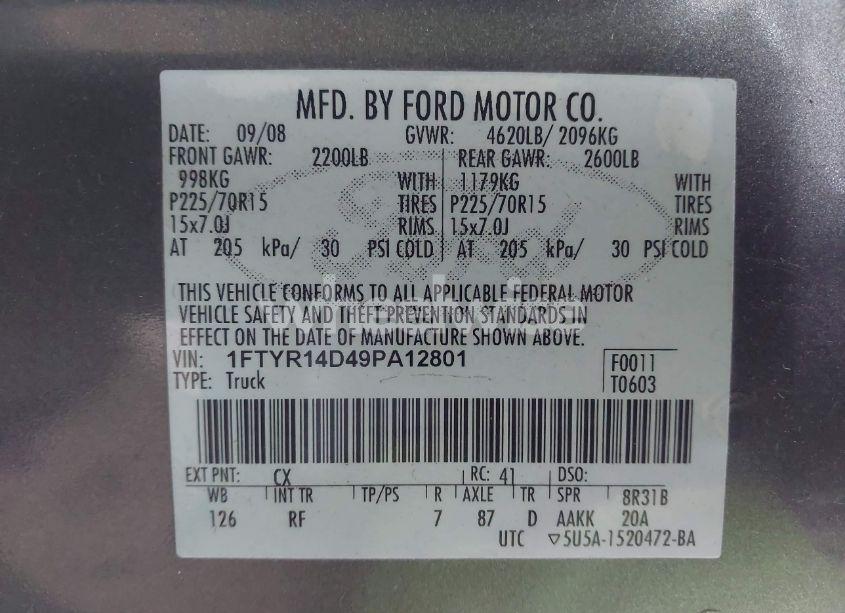 MFD. BY FORD MOTOR CO.
DATE: 09/08 GVWR: 4620LB/ 2096KG
FRONT GAWR: 2200LB REAR GAWR: 2600LB
998KG WITH 1179KG WITH
P225/70R15 TIRES P225/70R15 TIRES
15x7.0J RIMS 15x7.0J RIMS
AT 205 kPa/ 30 PSI COLD AT 205 kPa/ 30 PSI COLD
THIS VEHICLE CONFORMS TO ALL APPLICABLE FEDERAL MOTOR
VEHICLE SAFETY AND THEFT PREVENTION STANDARDS IN
EFFECT ON THE DATE OF MANUFACTURE SHOWN ABOVE.
VIN: 1FTYR14D49PA12801 F0011
TYPE: Truck T0603
EXT PNT: CX RC: 41 DSO:
WB INT TR TP/PS R AXLE TR SPR 8R31B
126 RF 7 87 D AAKK 20A
UTC ▽5U5A-1520472-BA